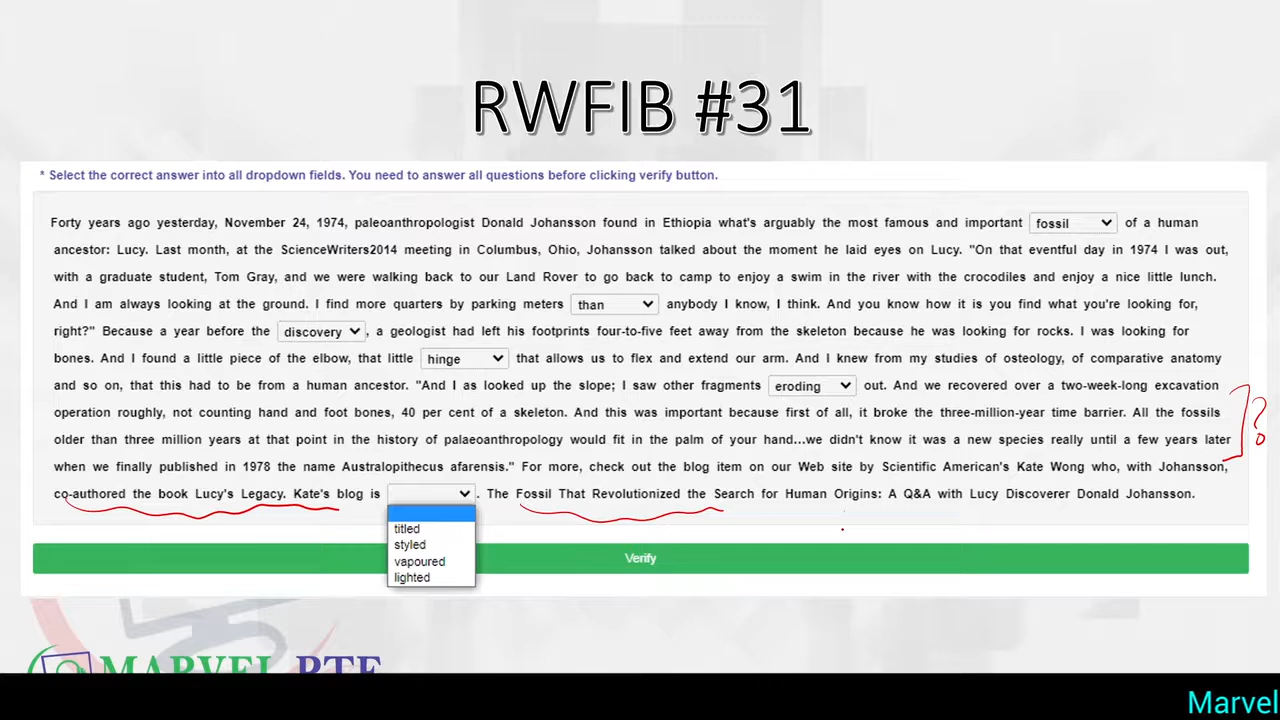 RWFIB #31
* Select the correct answer into all dropdown fields. You need to answer all questions before clicking verify button.
Forty years ago yesterday, November 24, 1974, paleoanthropologist Donald Johansson found in Ethiopia what's arguably the most famous and important fossil of a human
ancestor: Lucy. Last month, at the ScienceWriters2014 meeting in Columbus, Ohio, Johansson talked about the moment he laid eyes on Lucy. "On that eventful day in 1974 I was out,
with a graduate student, Tom Gray, and we were walking back to our Land Rover to go back to camp to enjoy a swim in the river with the crocodiles and enjoy a nice little lunch.
And I am always looking at the ground. I find more quarters by parking meters than anybody I know, I think. And you know how it is you find what you're looking for,
right?" Because a year before the discovery, a geologist had left his footprints four-to-five feet away from the skeleton because he was looking for rocks. I was looking for
bones. And I found a little piece of the elbow, that little hinge that allows us to flex and extend our arm. And I knew from my studies of osteology, of comparative anatomy
and so on, that this had to be from a human ancestor. "And I as looked up the slope; I saw other fragments eroding out. And we recovered over a two-week-long excavation
operation roughly, not counting hand and foot bones, 40 per cent of a skeleton. And this was important because first of all, it broke the three-million-year time barrier. All the fossils
older than three million years at that point in the history of palaeoanthropology would fit in the palm of your hand...we didn't know it was a new species really until a few years later
when we finally published in 1978 the name Australopithecus afarensis." For more, check out the blog item on our Web site by Scientific American's Kate Wong who, with Johansson,
co-authored the book Lucy's Legacy. Kate's blog is . The Fossil That Revolutionized the Search for Human Origins: A Q&A with Lucy Discoverer Donald Johansson.
titled
styled
vapoured
lighted
Verify
?
MARVEL PTE
Marvel